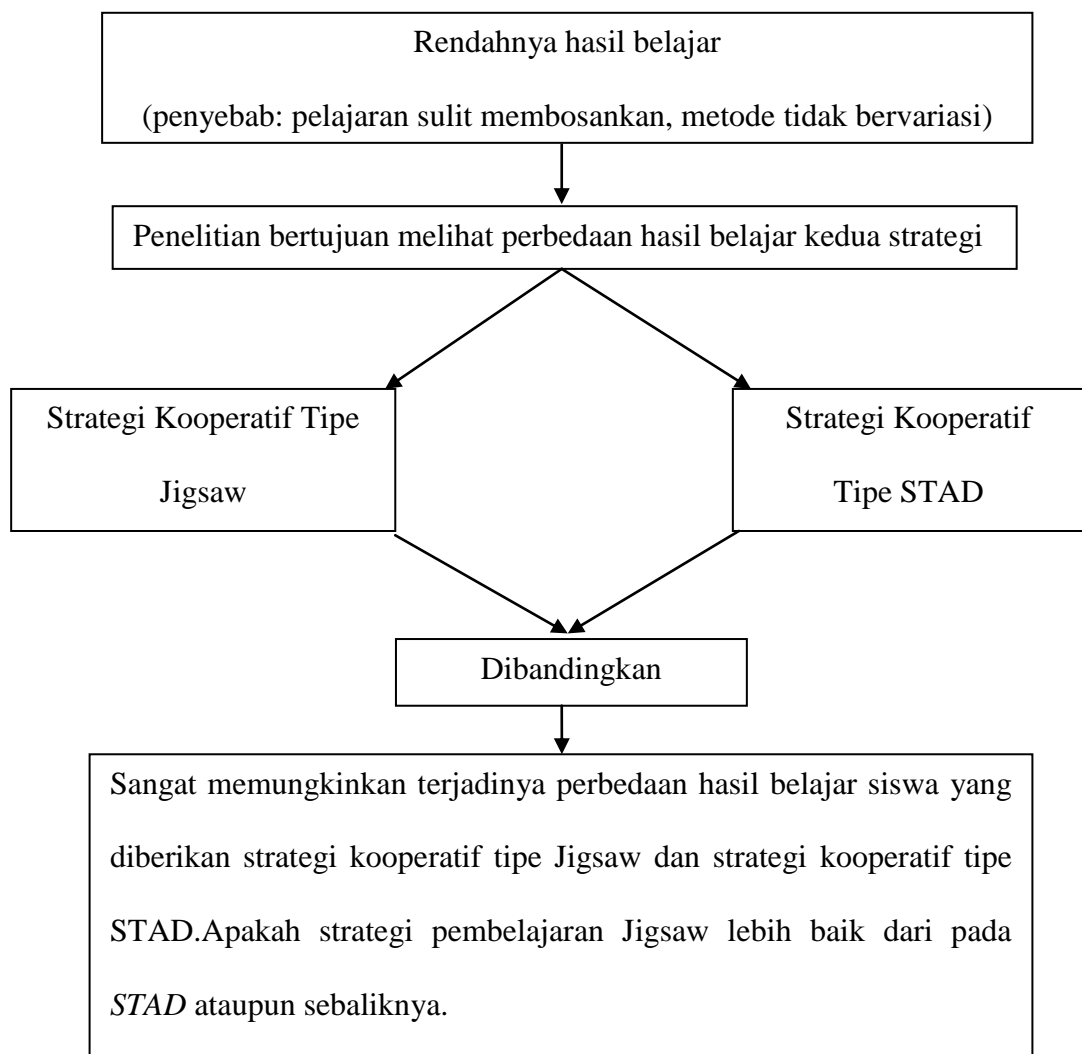 Rendahnya hasil belajar
(penyebab: pelajaran sulit membosankan, metode tidak bervariasi)
Penelitian bertujuan melihat perbedaan hasil belajar kedua strategi
Strategi Kooperatif Tipe
Jigsaw
Strategi Kooperatif
Tipe STAD
Dibandingkan
Sangat memungkinkan terjadinya perbedaan hasil belajar siswa yang
diberikan strategi kooperatif tipe Jigsaw dan strategi kooperatif tipe
STAD.Apakah strategi pembelajaran Jigsaw lebih baik dari pada
STAD ataupun sebaliknya.